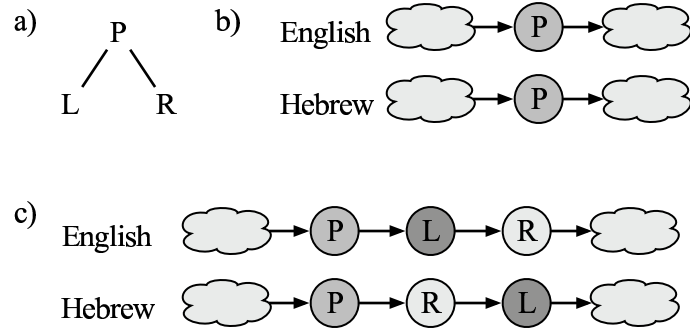 a)
P
L R
b)
English P
Hebrew P
c)
English P L R
Hebrew P R L